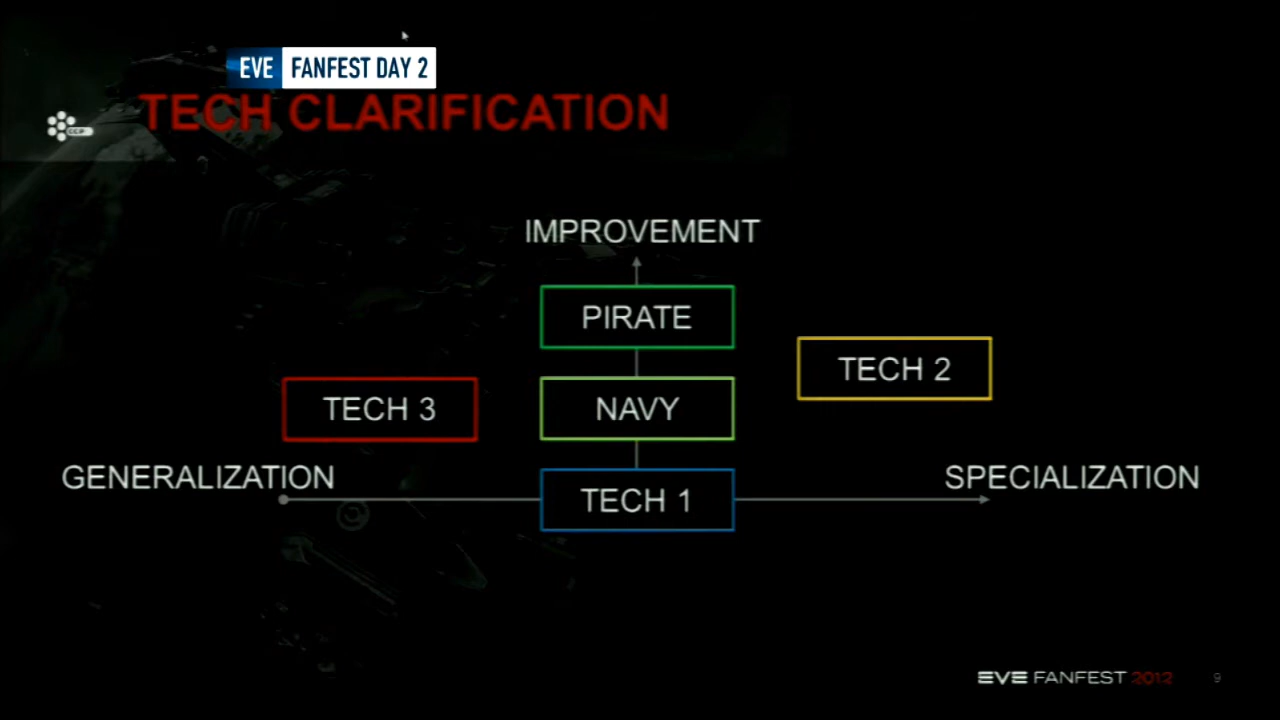 EVE FANFEST DAY 2
TECH CLARIFICATION
CCP
IMPROVEMENT
PIRATE
TECH 2
TECH 3
NAVY
GENERALIZATION
SPECIALIZATION
TECH 1
EVE FANFEST 2012
9